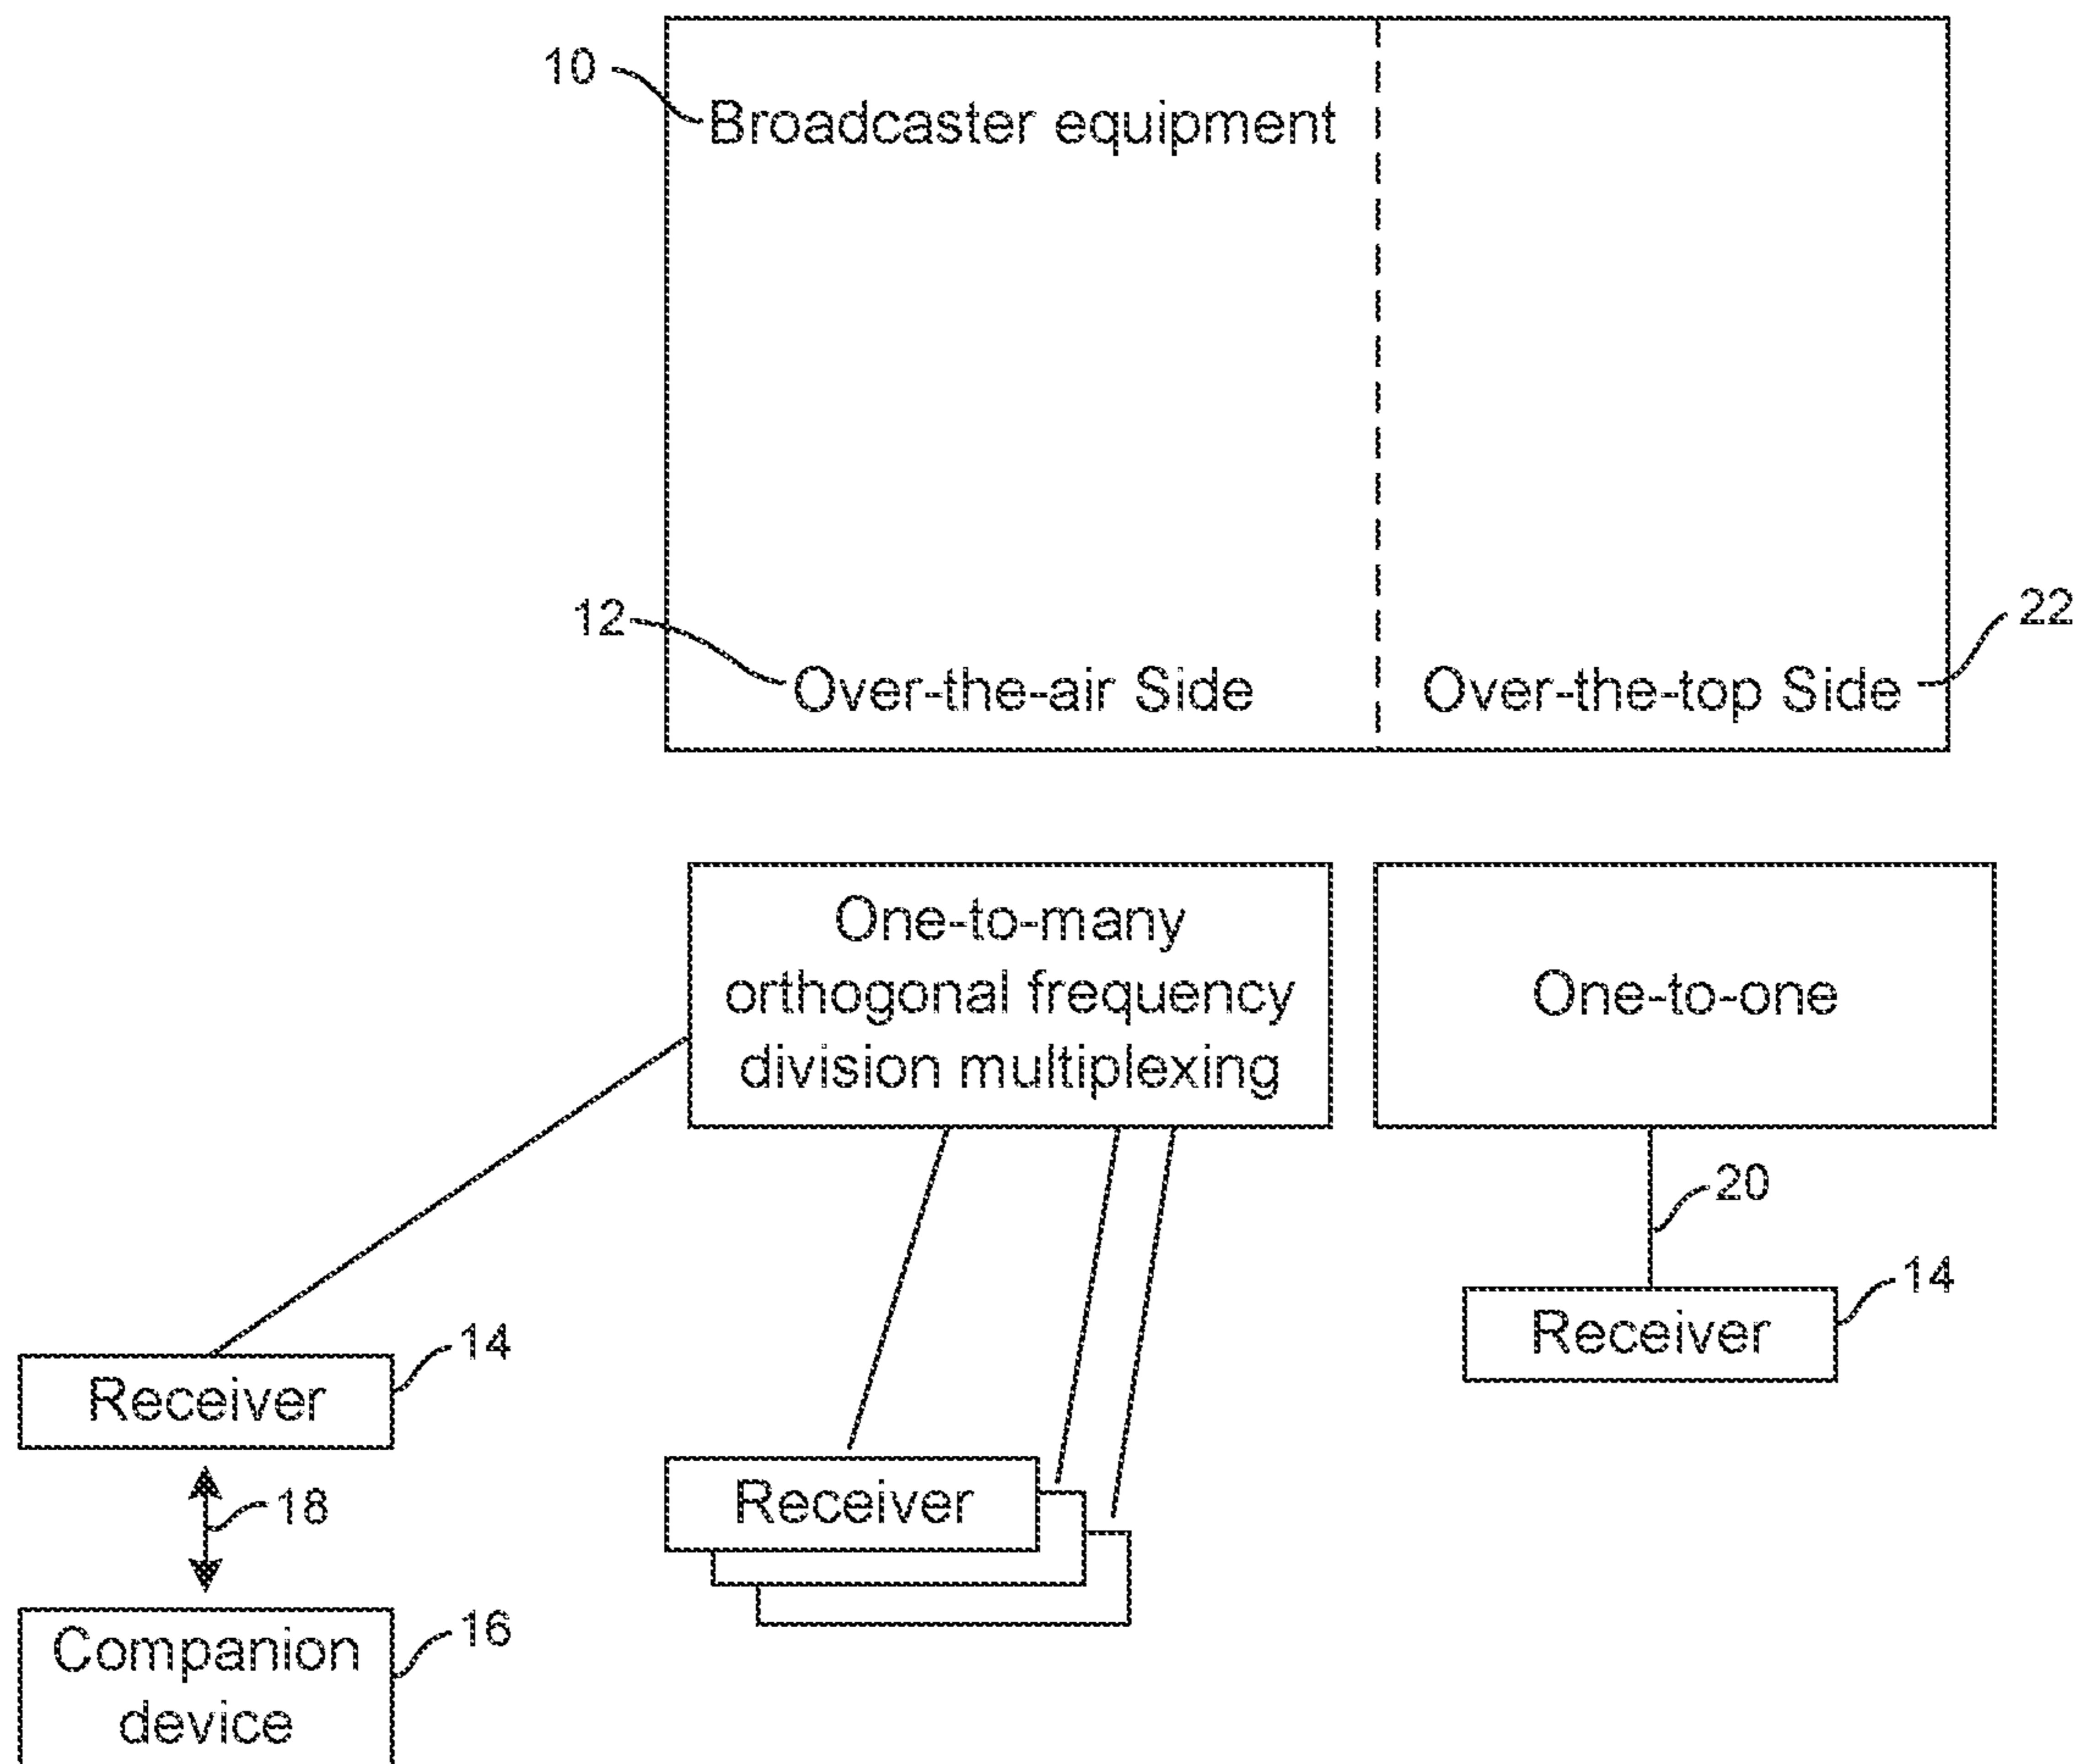 10
Broadcaster equipment
12
Over-the-air Side
Over-the-top Side
22
One-to-many
orthogonal frequency
division multiplexing
One-to-one
20
14
Receiver
14
Receiver
18
Receiver
16
Companion
device